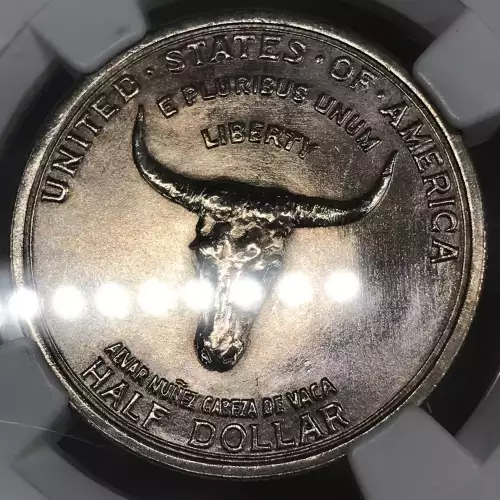 UNITED · STATES · OF · AMERICA
E PLURIBUS UNUM
LIBERTY
ALVAR NUÑEZ CABEZA DE VACA
HALF DOLLAR